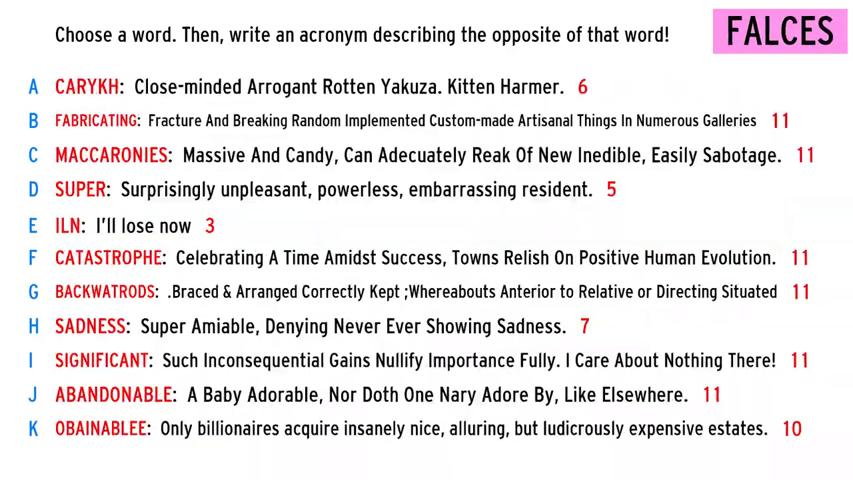 Choose a word. Then, write an acronym describing the opposite of that word!
FALCES
A CARYKH: Close-minded Arrogant Rotten Yakuza. Kitten Harmer. 6
B FABRICATING: Fracture And Breaking Random Implemented Custom-made Artisanal Things In Numerous Galleries 11
C MACCARONIES: Massive And Candy, Can Adecuately Reak Of New Inedible, Easily Sabotage. 11
D SUPER: Surprisingly unpleasant, powerless, embarrassing resident. 5
E ILN: I'll lose now 3
F CATASTROPHE: Celebrating A Time Amidst Success, Towns Relish On Positive Human Evolution. 11
G BACKWATRODS: .Braced & Arranged Correctly Kept ;Whereabouts Anterior to Relative or Directing Situated 11
H SADNESS: Super Amiable, Denying Never Ever Showing Sadness. 7
I SIGNIFICANT: Such Inconsequential Gains Nullify Importance Fully. I Care About Nothing There! 11
J ABANDONABLE: A Baby Adorable, Nor Doth One Nary Adore By, Like Elsewhere. 11
K OBAINABLEE: Only billionaires acquire insanely nice, alluring, but ludicrously expensive estates. 10